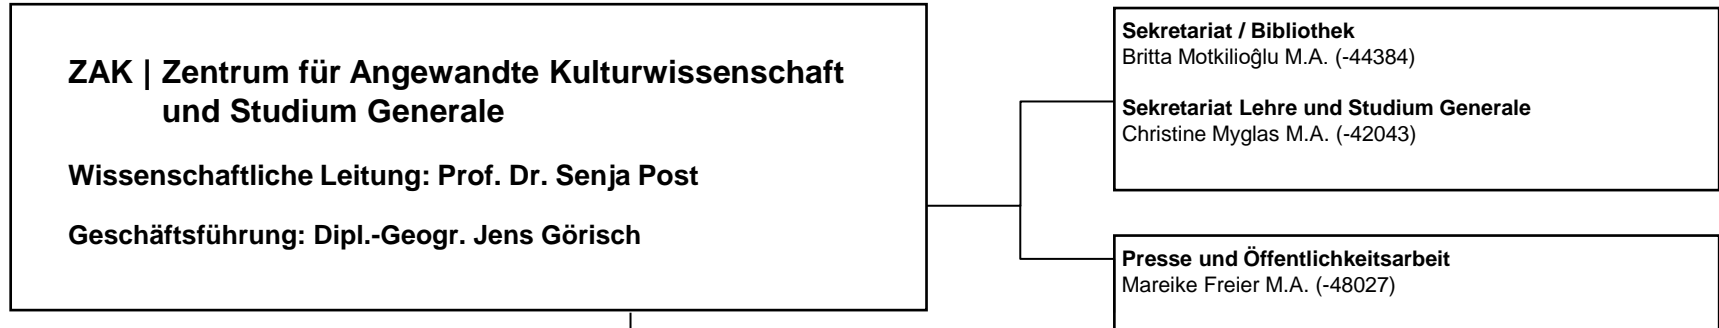 ZAK | Zentrum für Angewandte Kulturwissenschaft
und Studium Generale
Wissenschaftliche Leitung: Prof. Dr. Senja Post
Geschäftsführung: Dipl.-Geogr. Jens Görisch
Sekretariat / Bibliothek
Britta Motkilioĝlu M.A. (-44384)
Sekretariat Lehre und Studium Generale
Christine Myglas M.A. (-42043)
Presse und Öffentlichkeitsarbeit
Mareike Freier M.A. (-48027)